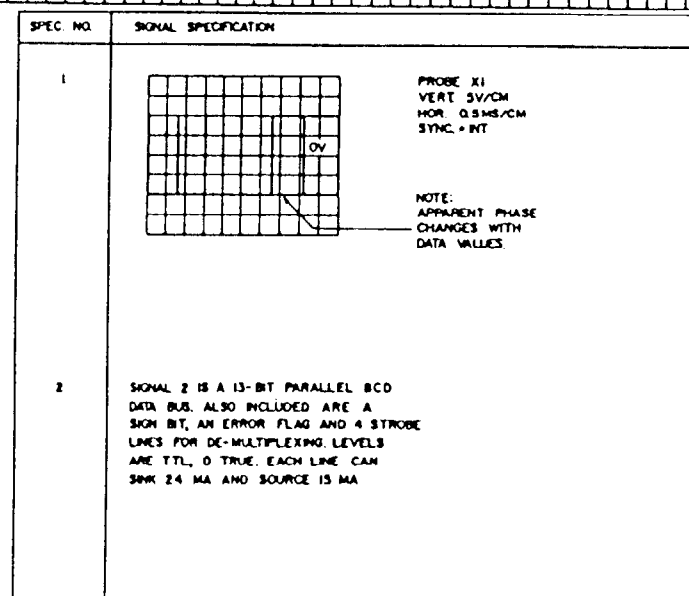 SPEC. NO. SIGNAL SPECIFICATION
1
PROBE X1
VERT 5V/CM
HOR. 0.5MS/CM
SYNC. = INT
0V
NOTE:
APPARENT PHASE
CHANGES WITH
DATA VALUES.
2
SIGNAL 2 IS A 13-BIT PARALLEL BCD
DATA BUS. ALSO INCLUDED ARE A
SIGN BIT, AN ERROR FLAG AND 4 STROBE
LINES FOR DE-MULTIPLEXING. LEVELS
ARE TTL, 0 TRUE. EACH LINE CAN
SINK 24 MA AND SOURCE 15 MA